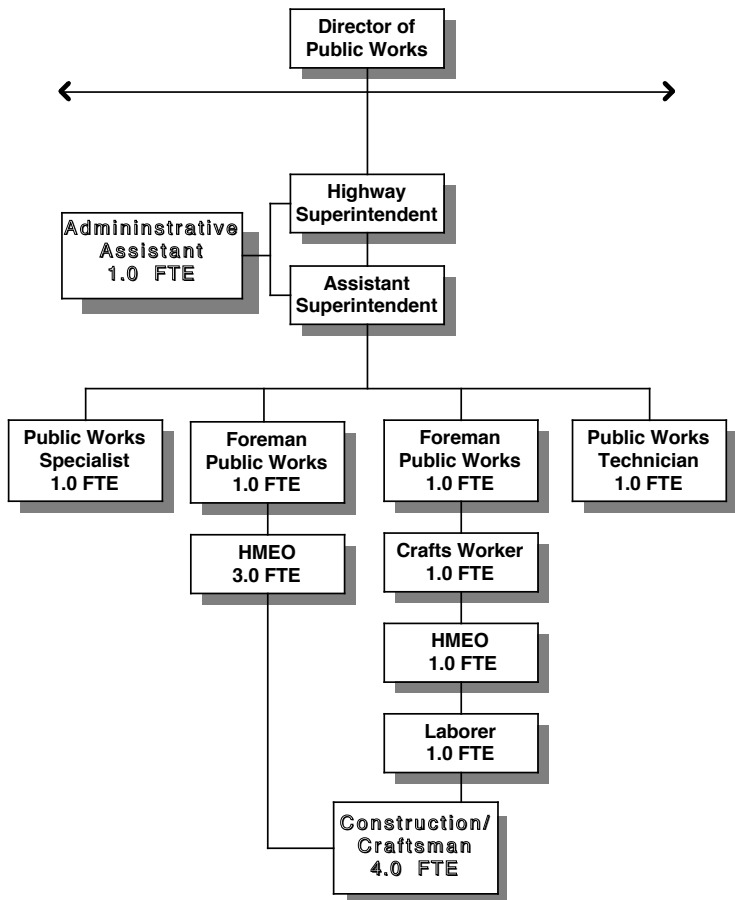 Director of
Public Works
Highway
Superintendent
Admininstrative
Assistant
1.0 FTE
Assistant
Superintendent
Public Works
Specialist
1.0 FTE
Foreman
Public Works
1.0 FTE
Foreman
Public Works
1.0 FTE
Public Works
Technician
1.0 FTE
HMEO
3.0 FTE
Crafts Worker
1.0 FTE
HMEO
1.0 FTE
Laborer
1.0 FTE
Construction/
Craftsman
4.0 FTE